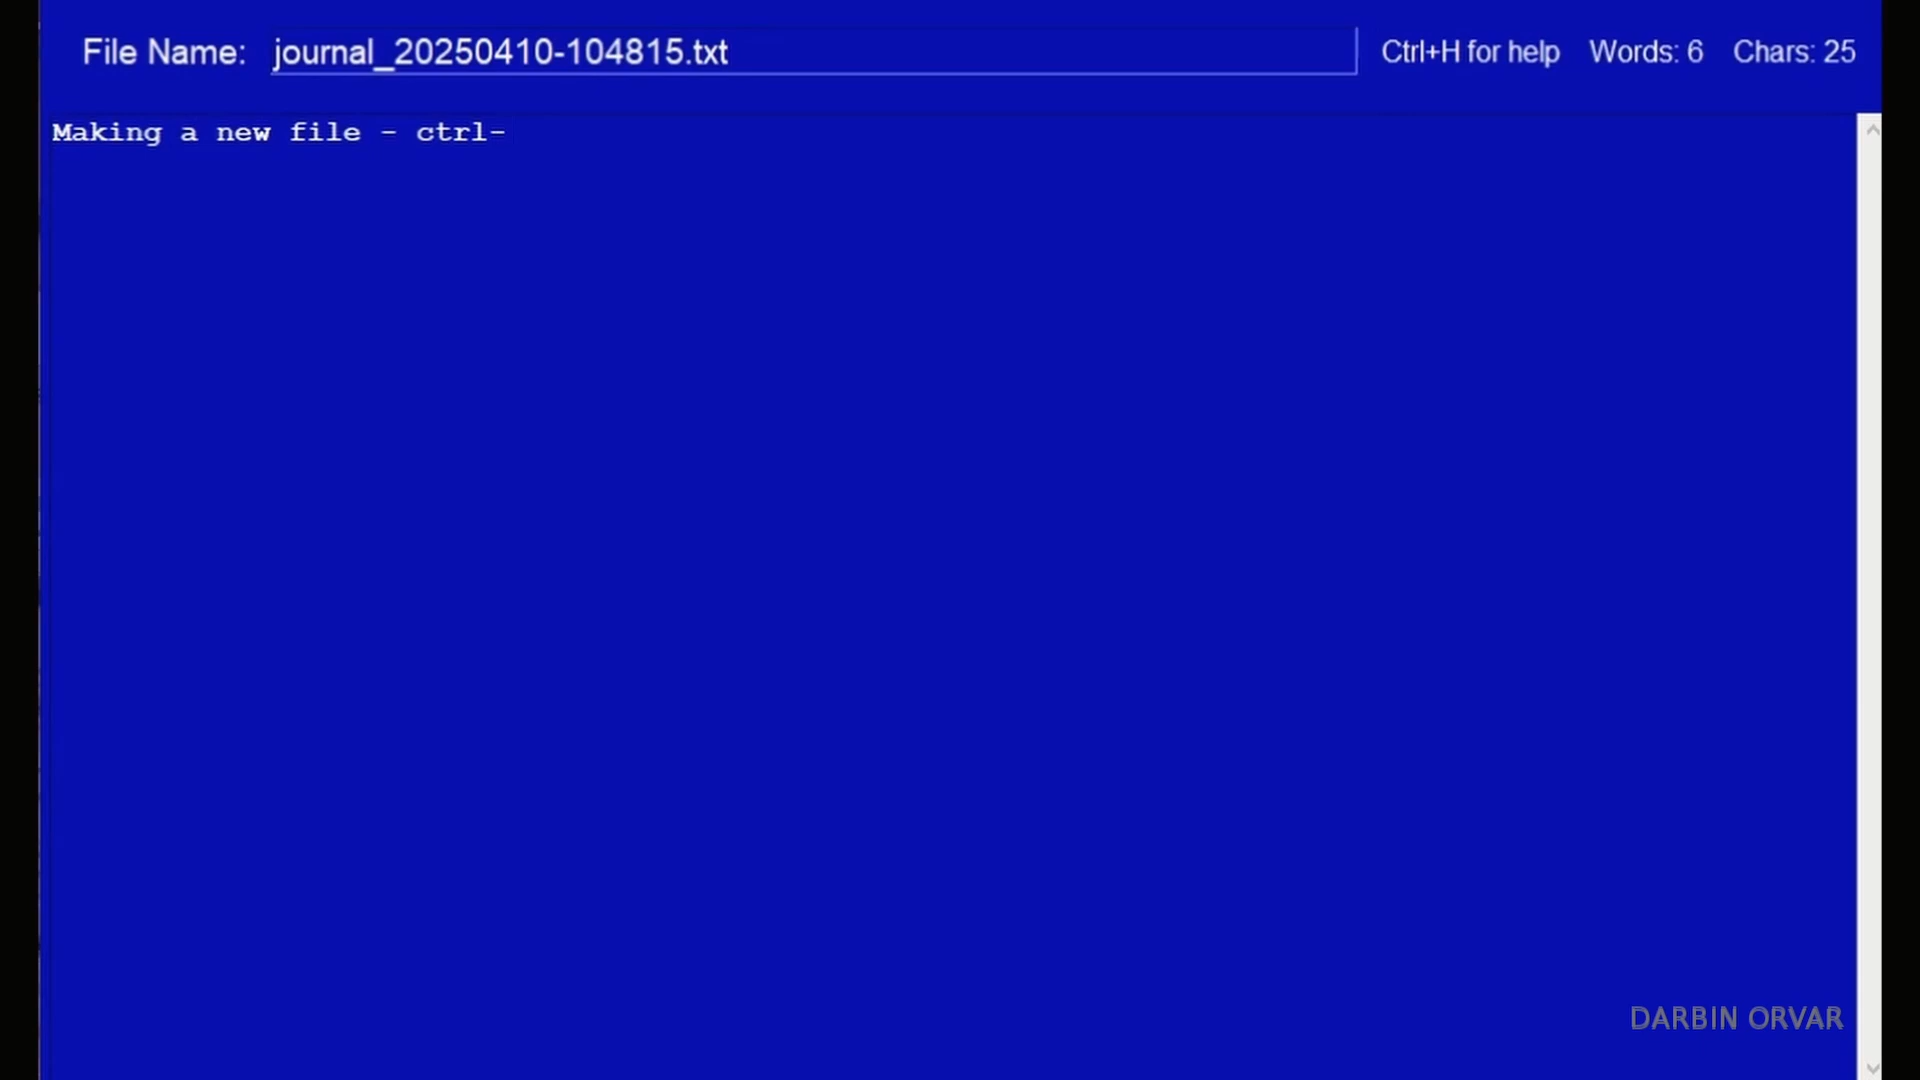 File Name: journal_20250410-104815.txt Ctrl+H for help Words: 6 Chars: 25
Making a new file - ctrl-
DARBIN ORVAR